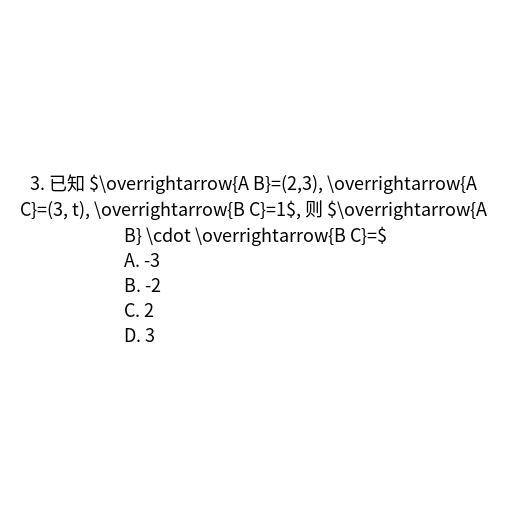 3. 已知 $\overrightarrow{A B}=(2,3), \overrightarrow{A
C}=(3, t), \overrightarrow{B C}=1$, 则 $\overrightarrow{A
B} \cdot \overrightarrow{B C}=$
A. -3
B. -2
C. 2
D. 3